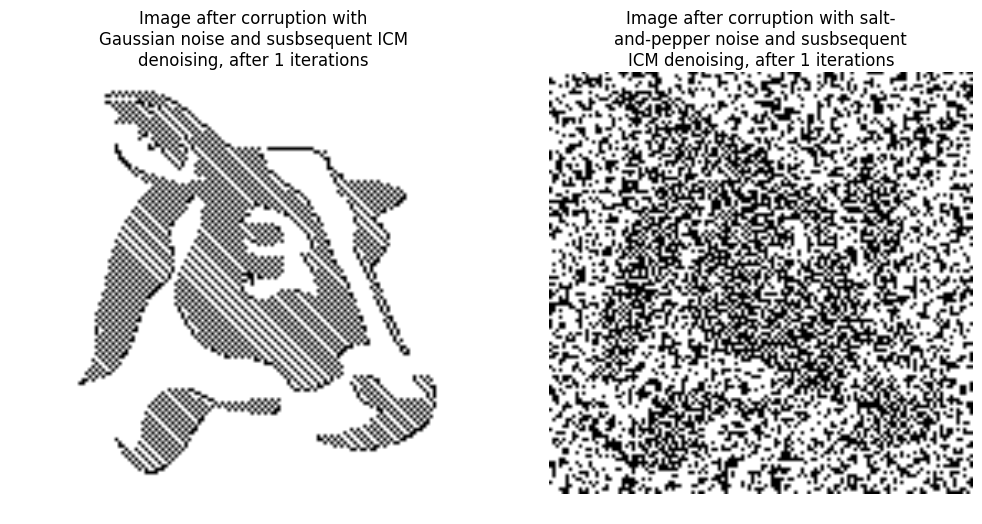 Image after corruption with
Gaussian noise and susbsequent ICM
denoising, after 1 iterations
Image after corruption with salt-
and-pepper noise and susbsequent
ICM denoising, after 1 iterations